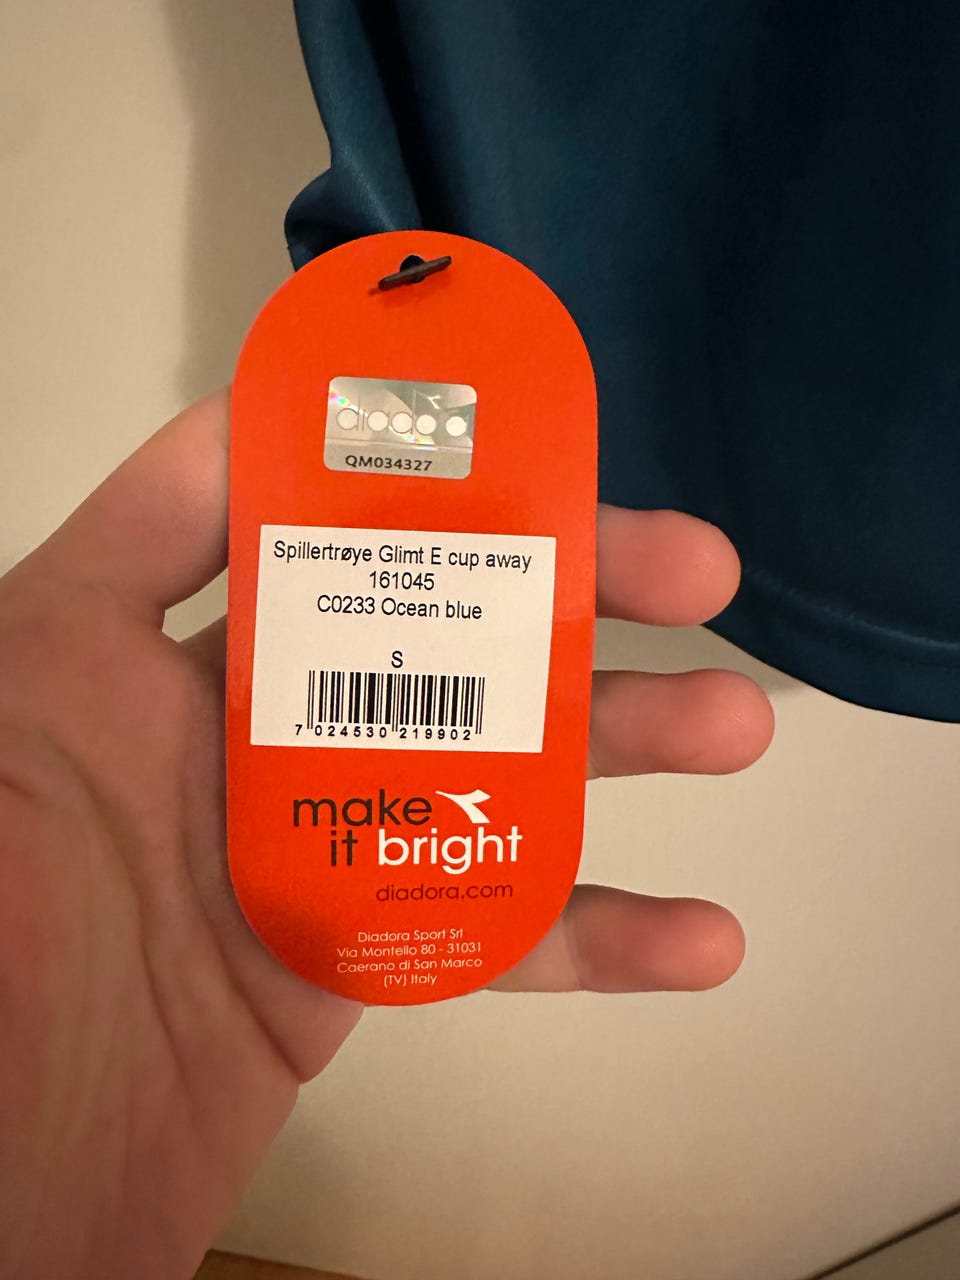 diadora
QM034327
Spillertrøye Glimt E cup away
161045
C0233 Ocean blue
S
7 024530 219902
make
it bright
diadora.com
Diadora Sport Srl
Via Montello 80 - 31031
Caerano di San Marco
(TV) Italy